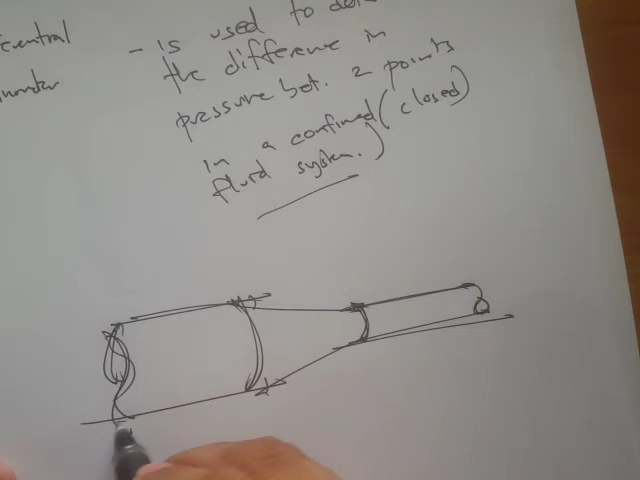 - is used to
the difference in
pressure bet. 2 points
in a confined (closed)
fluid system.)